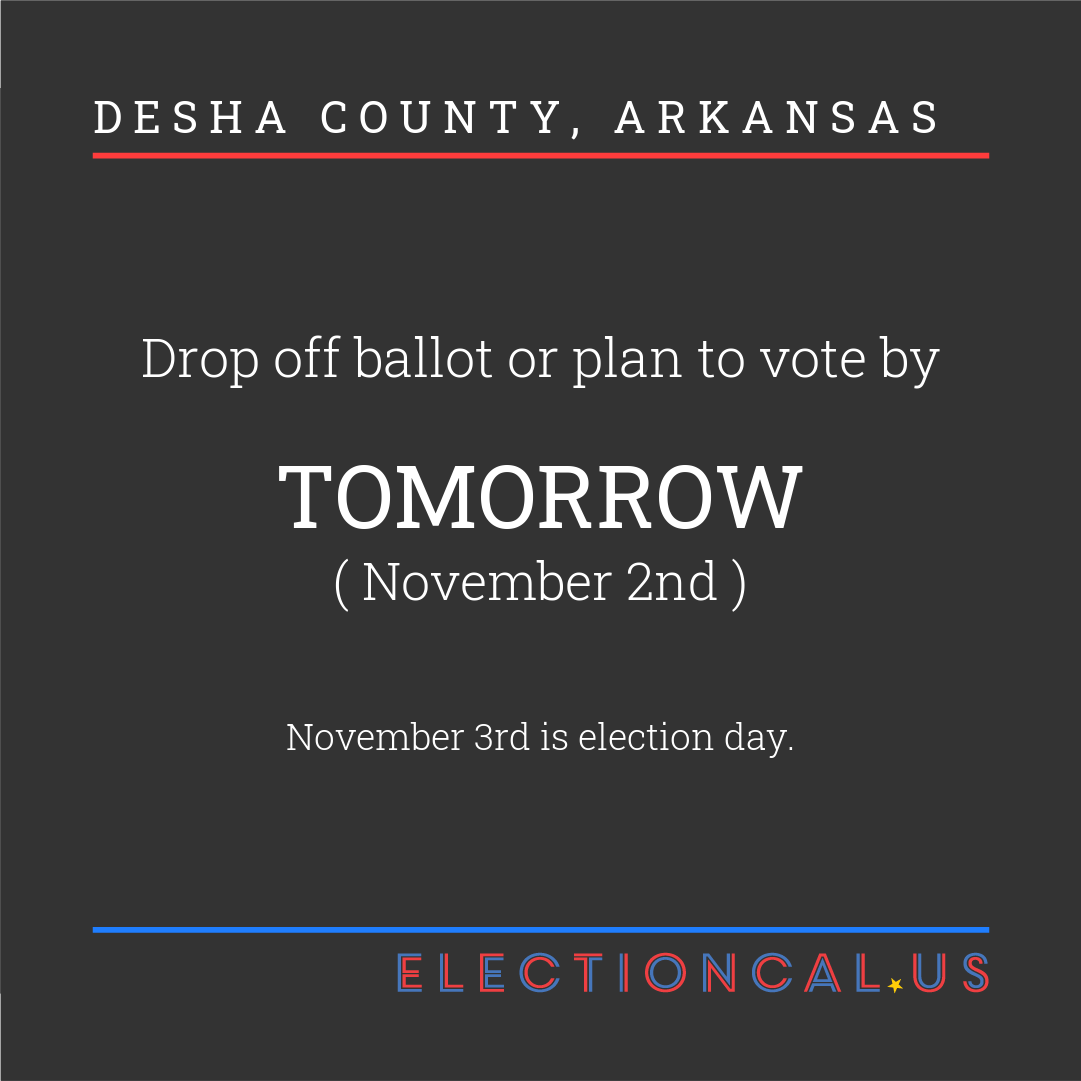 DESHA COUNTY, ARKANSAS
Drop off ballot or plan to vote by
TOMORROW
( November 2nd )
November 3rd is election day.
ELECTIONCAL.US